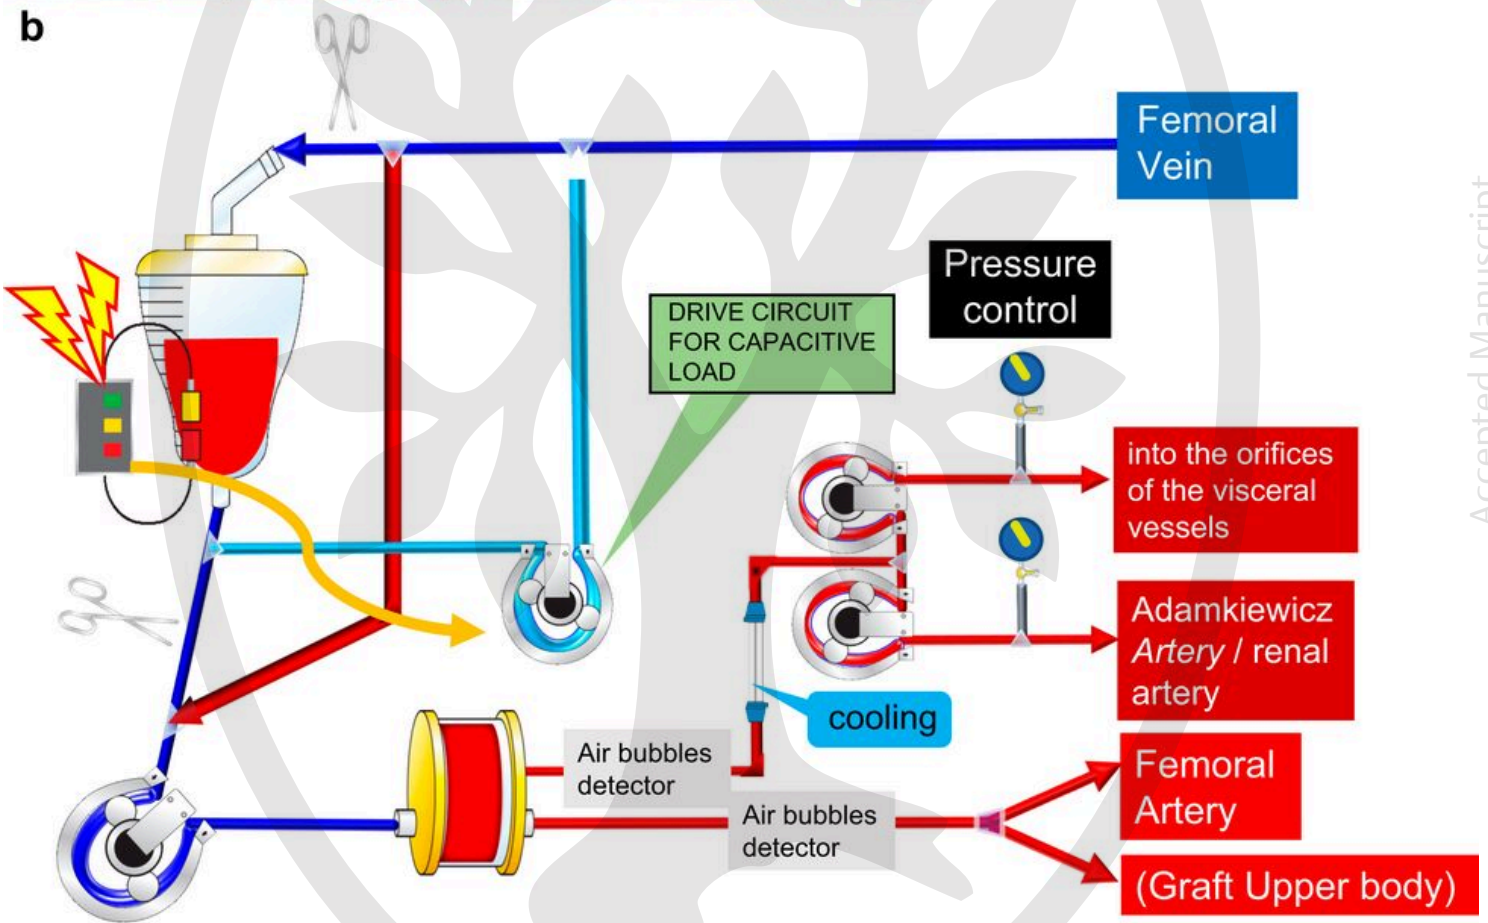 b
Femoral
Vein
Pressure
control
DRIVE CIRCUIT
FOR CAPACITIVE
LOAD
into the orifices
of the visceral
vessels
Adamkiewicz
Artery / renal
artery
cooling
Air bubbles
detector
Air bubbles
detector
Femoral
Artery
(Graft Upper body)
Accepted Manuscript